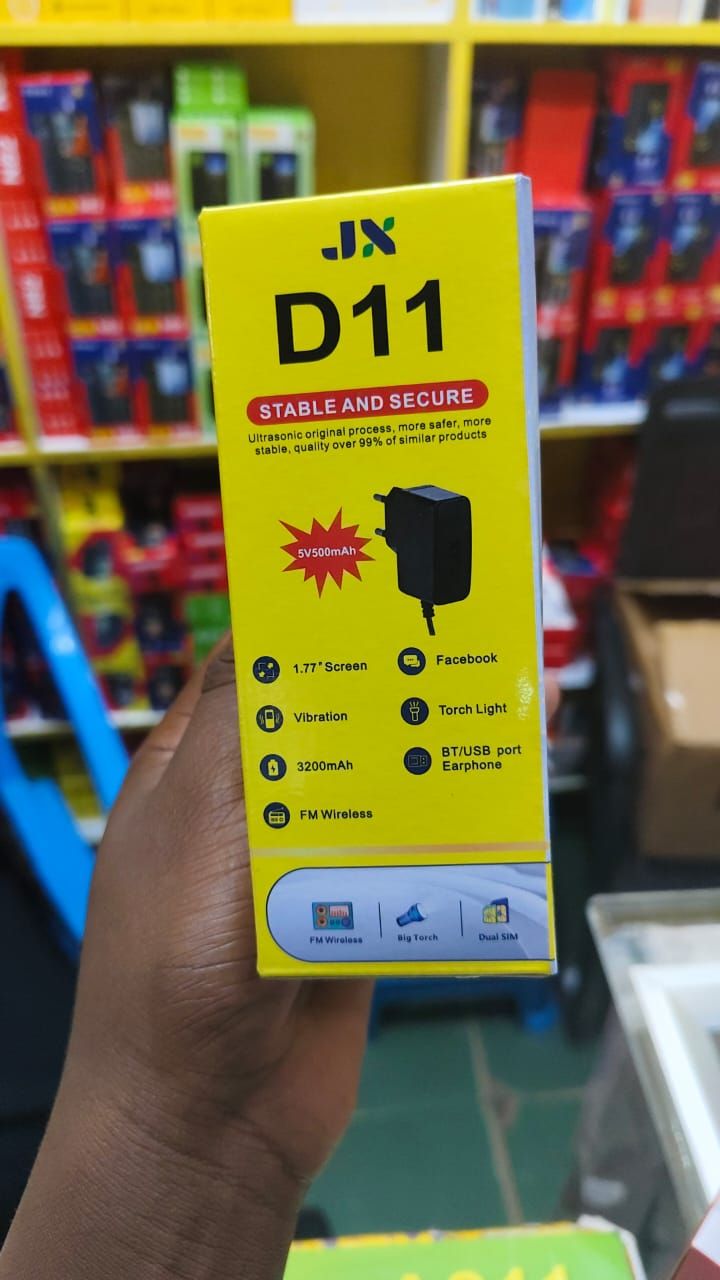 JX
D11
STABLE AND SECURE
Ultrasonic original process, more safer, more
stable, quality over 99% of similar products
5V500mAh
1.77" Screen
Facebook
Vibration
Torch Light
3200mAh
BT/USB port
Earphone
FM Wireless
FM Wireless
Big Torch
Dual SIM